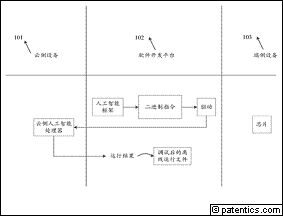 101
云侧设备
102
软件开发平台
103
端侧设备
人工智能
框架
二进制指令
驱动
云侧人工智能
处理器
芯片
运行结果
调试后的离
线运行文件
© patentics.com